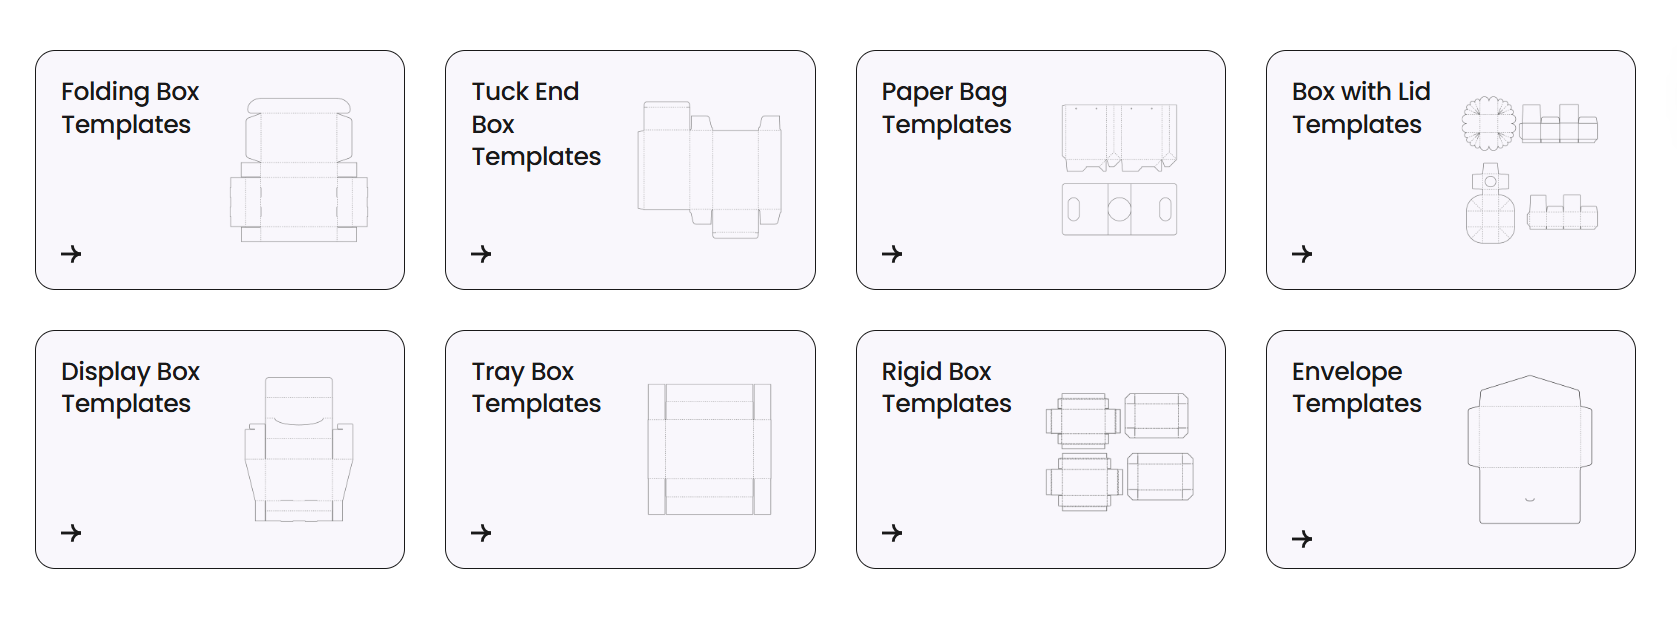 Folding Box
Templates
Tuck End
Box
Templates
Paper Bag
Templates
Box with Lid
Templates
Display Box
Templates
Tray Box
Templates
Rigid Box
Templates
Envelope
Templates